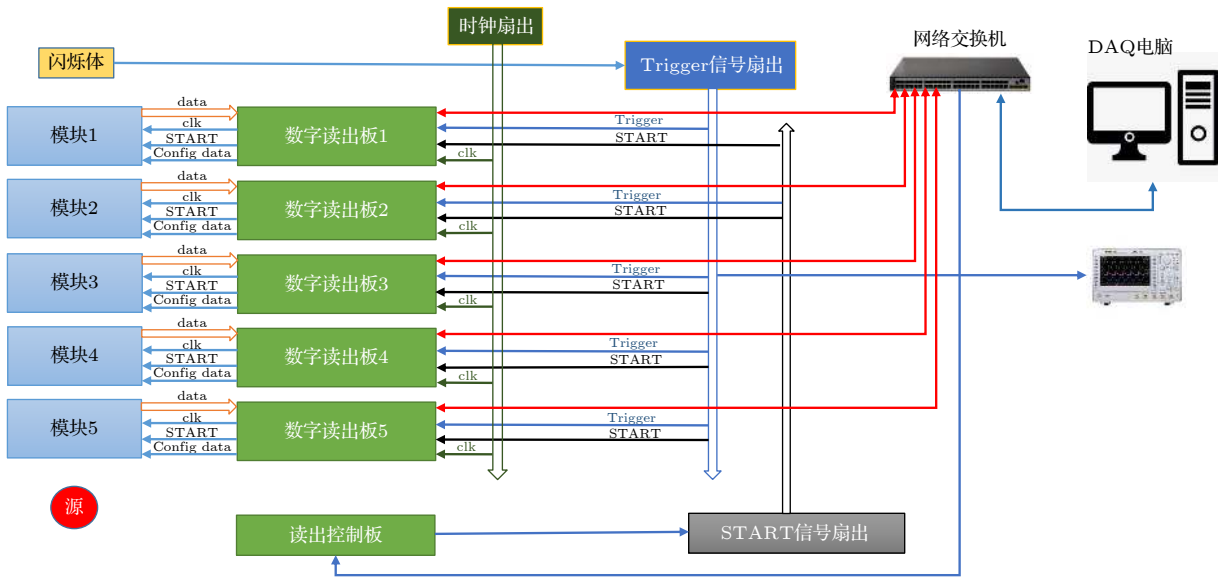 时钟扇出
闪烁体
Trigger信号扇出
网络交换机
DAQ电脑
模块1
data
clk
START
Config data
数字读出板1
Trigger
START
clk
模块2
data
clk
START
Config data
数字读出板2
Trigger
START
clk
模块3
data
clk
START
Config data
数字读出板3
Trigger
START
clk
模块4
data
clk
START
Config data
数字读出板4
Trigger
START
clk
模块5
data
clk
START
Config data
数字读出板5
Trigger
START
clk
源
读出控制板
START信号扇出